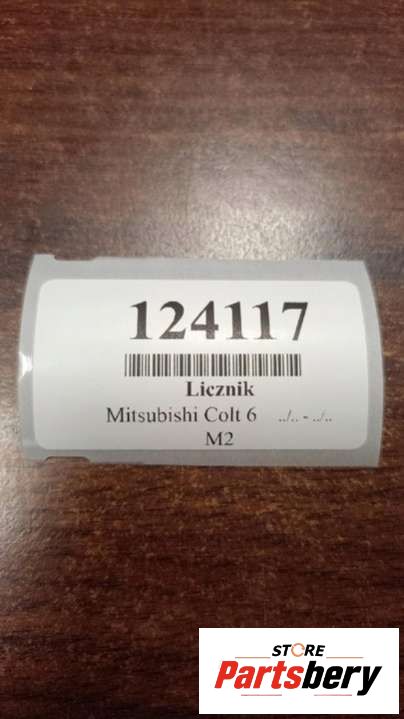 124117
Licznik
Mitsubishi Colt 6 ../.. - ../..
M2
STORE
Partsbery